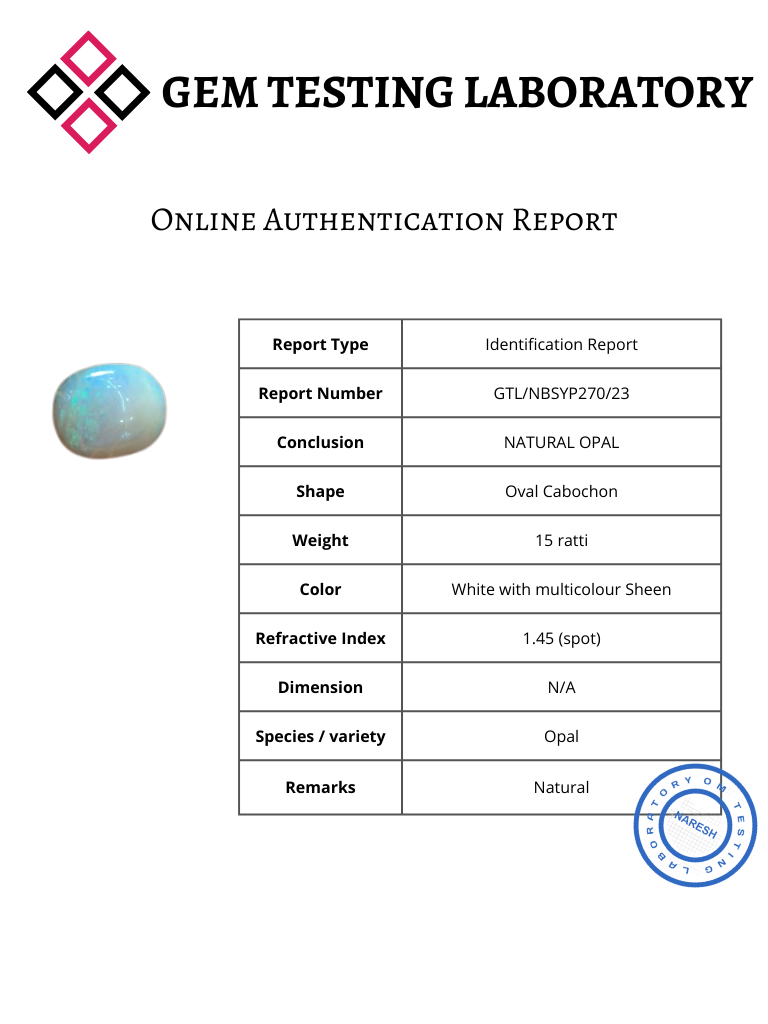 GEM TESTING LABORATORY
Online Authentication Report
Report Type Identification Report
Report Number GTL/NBSYP270/23
Conclusion NATURAL OPAL
Shape Oval Cabochon
Weight 15 ratti
Color White with multicolour Sheen
Refractive Index 1.45 (spot)
Dimension N/A
Species / variety Opal
Remarks Natural
OM TESTING LABORATORY
NARESH